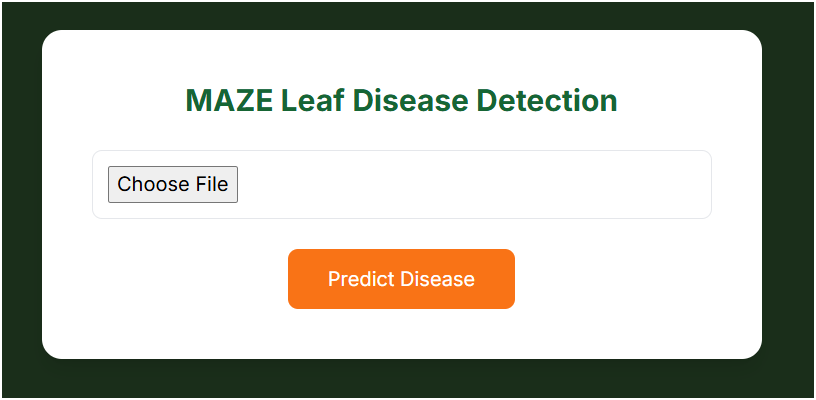 MAZE Leaf Disease Detection
Choose File
Predict Disease